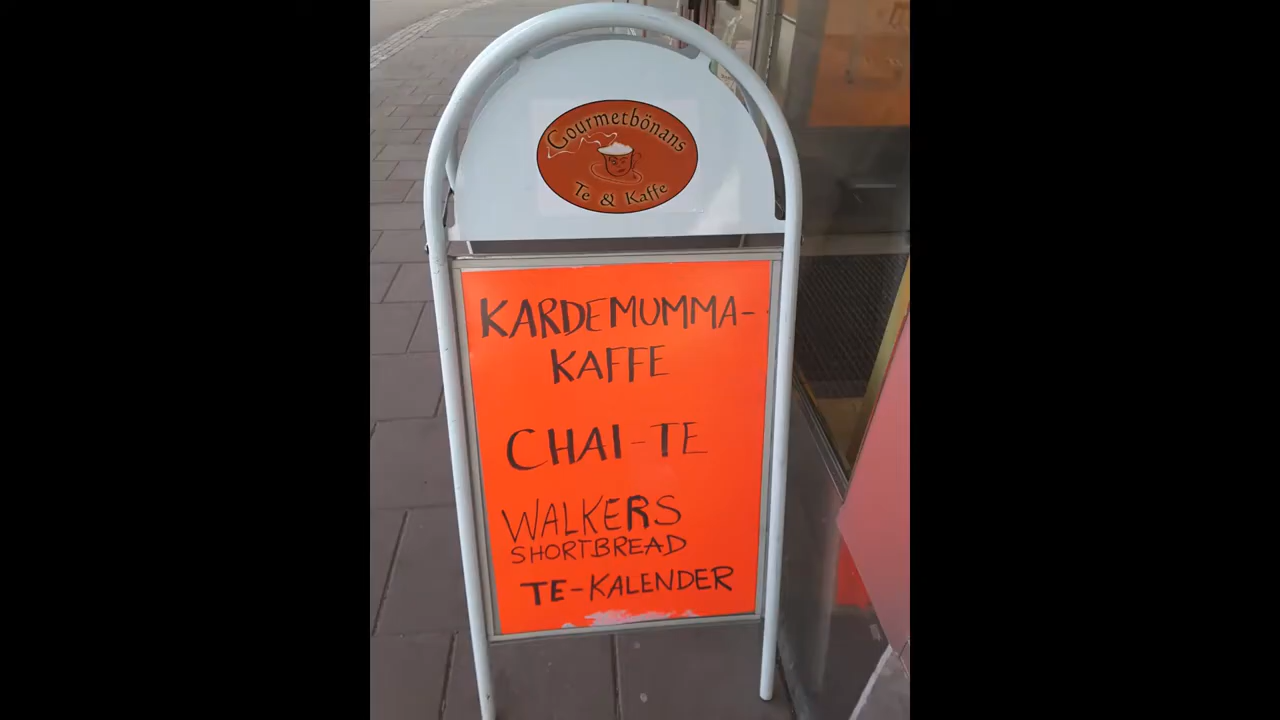 Gourmetbönans
Te & Kaffe
KARDEMUMMA-
KAFFE
CHAI-TE
WALKERS
SHORTBREAD
TE-KALENDER